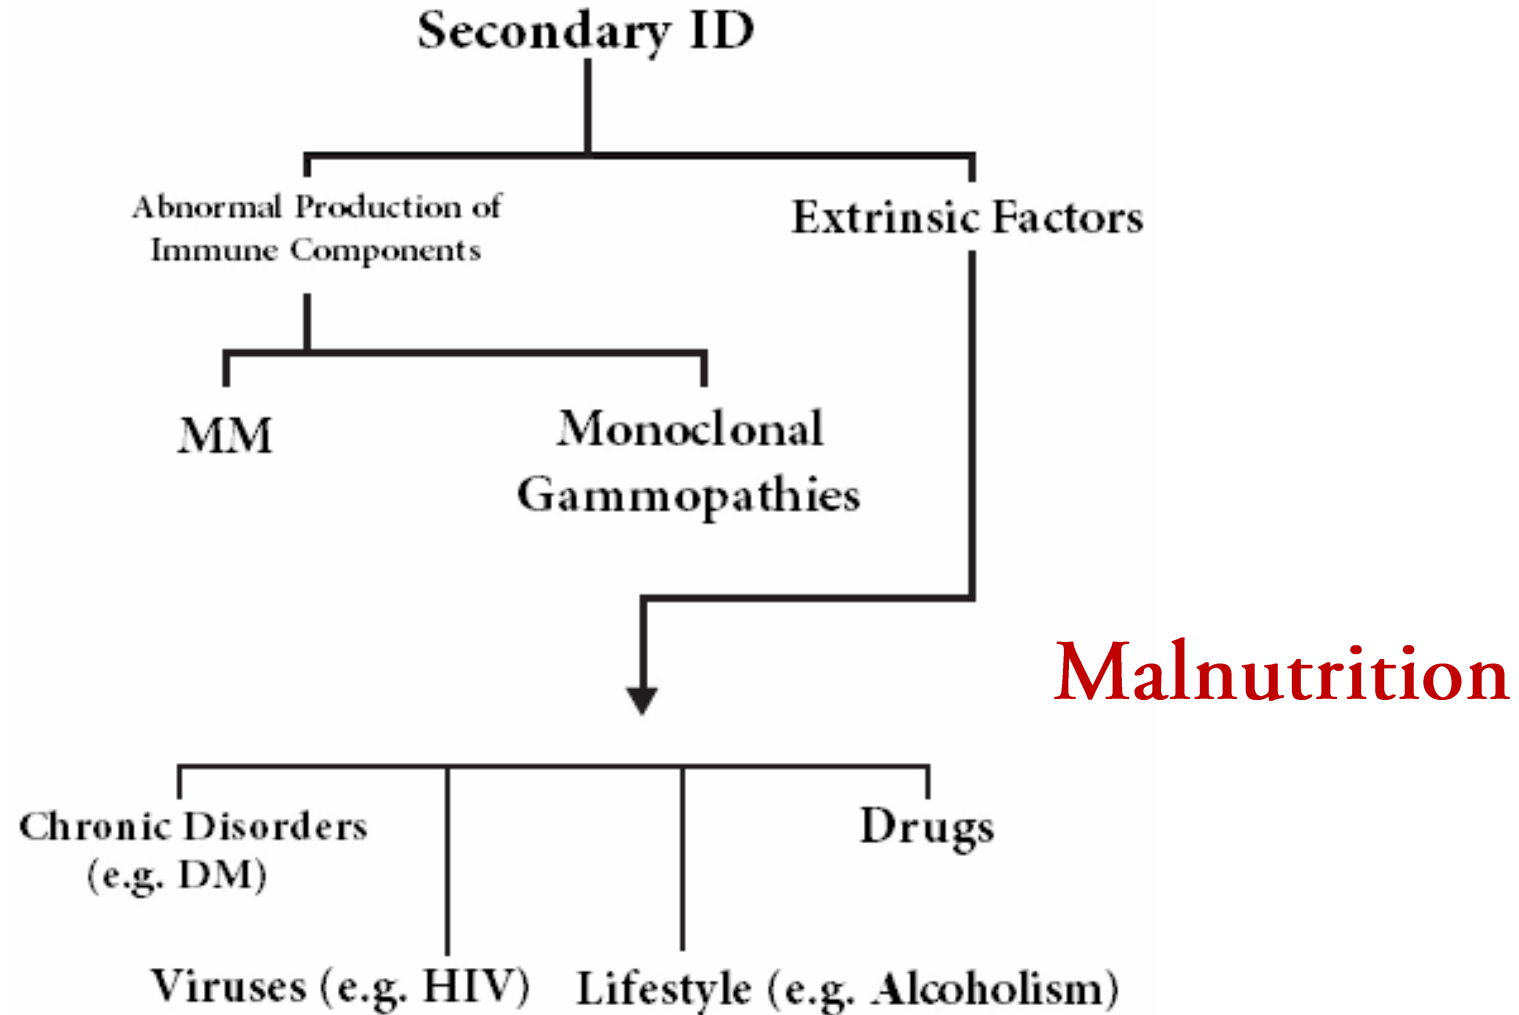 Secondary ID
Abnormal Production of
Immune Components
Extrinsic Factors
MM
Monoclonal
Gammopathies
Malnutrition
Chronic Disorders
(e.g. DM)
Drugs
Viruses (e.g. HIV)
Lifestyle (e.g. Alcoholism)